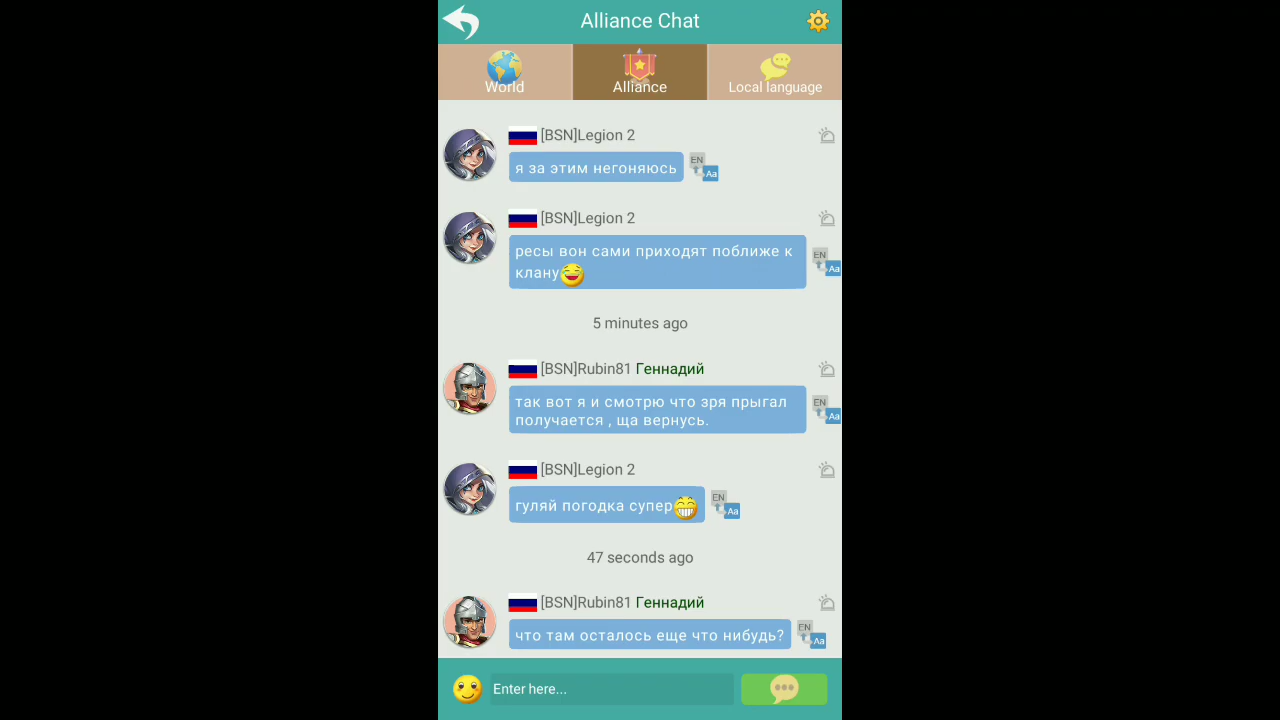 Alliance Chat
World
Alliance
Local language
[BSN]Legion 2
я за этим негоняюсь
EN
Aa
[BSN]Legion 2
ресы вон сами приходят поближе к
клану
EN
Aa
5 minutes ago
[BSN]Rubin81 Геннадий
так вот я и смотрю что зря прыгал
получается , ща вернусь.
EN
Aa
[BSN]Legion 2
гуляй погодка супер
EN
Aa
47 seconds ago
[BSN]Rubin81 Геннадий
что там осталось еще что нибудь?
EN
Aa
Enter here...